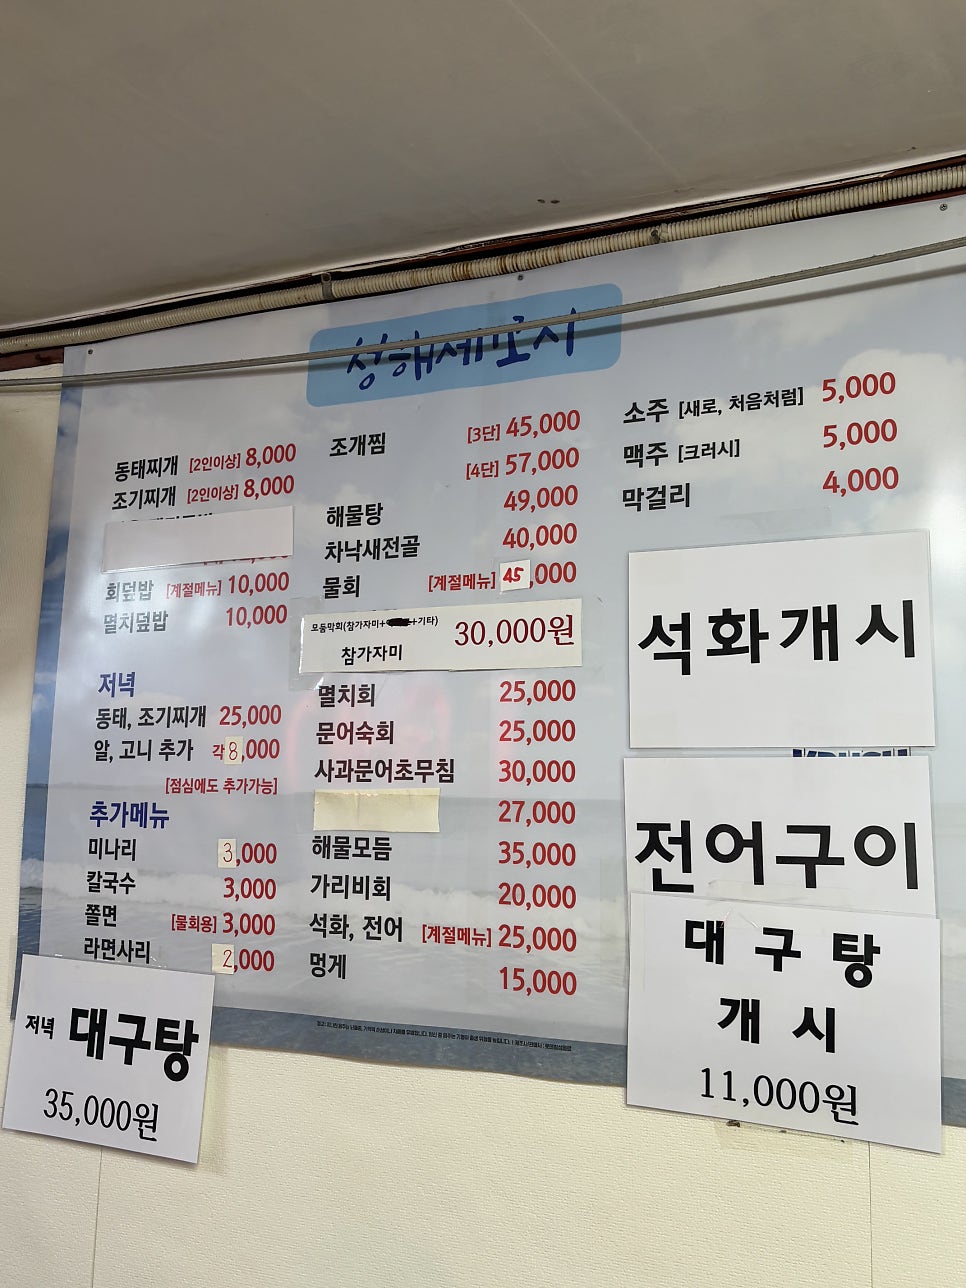 성해세꼬시
동태찌개 [2인이상] 8,000
조기찌개 [2인이상] 8,000
회덮밥 [계절메뉴] 10,000
멸치덮밥 10,000
저녁
동태, 조기찌개 25,000
알, 고니 추가 각8,000
[점심에도 추가가능]
추가메뉴
미나리 3,000
칼국수 3,000
쫄면 [물회용] 3,000
라면사리 2,000
저녁 대구탕
35,000원
조개찜 [3단] 45,000
[4단] 57,000
해물탕 49,000
차낙새전골 40,000
물회 [계절메뉴] 45,000
모듬막회(참가자미+ +기타) 30,000원
참가자미
멸치회 25,000
문어숙회 25,000
사과문어초무침 30,000
27,000
해물모듬 35,000
가리비회 20,000
석화, 전어 [계절메뉴] 25,000
멍게 15,000
소주 [새로, 처음처럼] 5,000
맥주 [크러시] 5,000
막걸리 4,000
석화개시
전어구이
대구탕
개시
11,000원